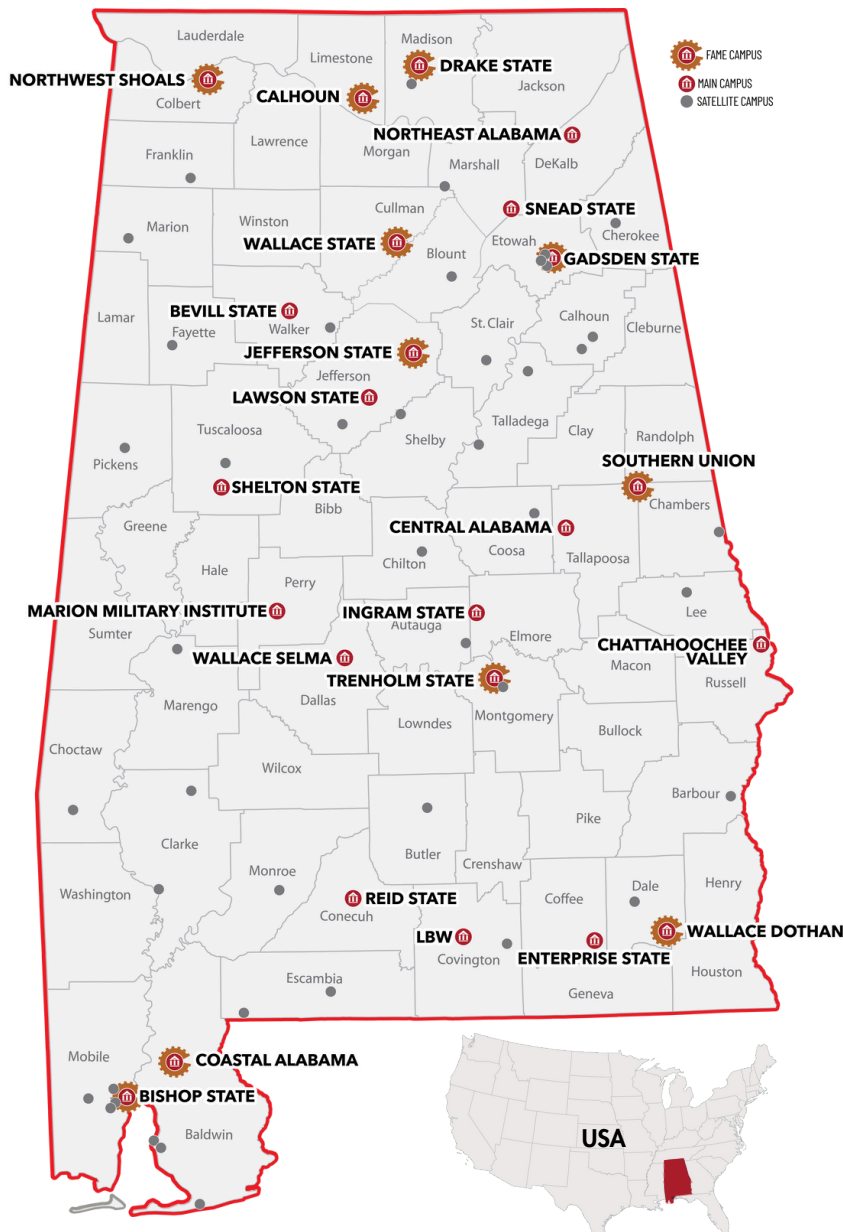 Lauderdale
Limestone
Madison
FAME CAMPUS
NORTHWEST SHOALS
DRAKE STATE
MAIN CAMPUS
Jackson
SATELLITE CAMPUS
CALHOUN
Colbert
NORTHEAST ALABAMA
Lawrence
Franklin
Morgan
Marshall
DeKalb
Cullman
SNEAD STATE
Marion
Winston
WALLACE STATE
Etowah
Cherokee
Blount
GADSDEN STATE
BEVILL STATE
Lamar
Fayette
Walker
St. Clair
Calhoun
Cleburne
JEFFERSON STATE
Jefferson
LAWSON STATE
Tuscaloosa
Talladega
Clay
Randolph
Shelby
Pickens
SOUTHERN UNION
SHELTON STATE
Bibb
Chambers
Greene
CENTRAL ALABAMA
Coosa
Tallapoosa
Chilton
Hale
Perry
MARION MILITARY INSTITUTE
INGRAM STATE
Autauga
Lee
Sumter
Elmore
CHATTAHOOCHEE
VALLEY
WALLACE SELMA
Macon
TRENHOLM STATE
Russell
Dallas
Marengo
Lowndes
Montgomery
Bullock
Choctaw
Wilcox
Barbour
Pike
Clarke
Butler
Crenshaw
Monroe
Washington
REID STATE
Conecuh
Coffee
Dale
Henry
LBW
WALLACE DOTHAN
Covington
ENTERPRISE STATE
Houston
Escambia
Geneva
Mobile
COASTAL ALABAMA
BISHOP STATE
Baldwin
USA